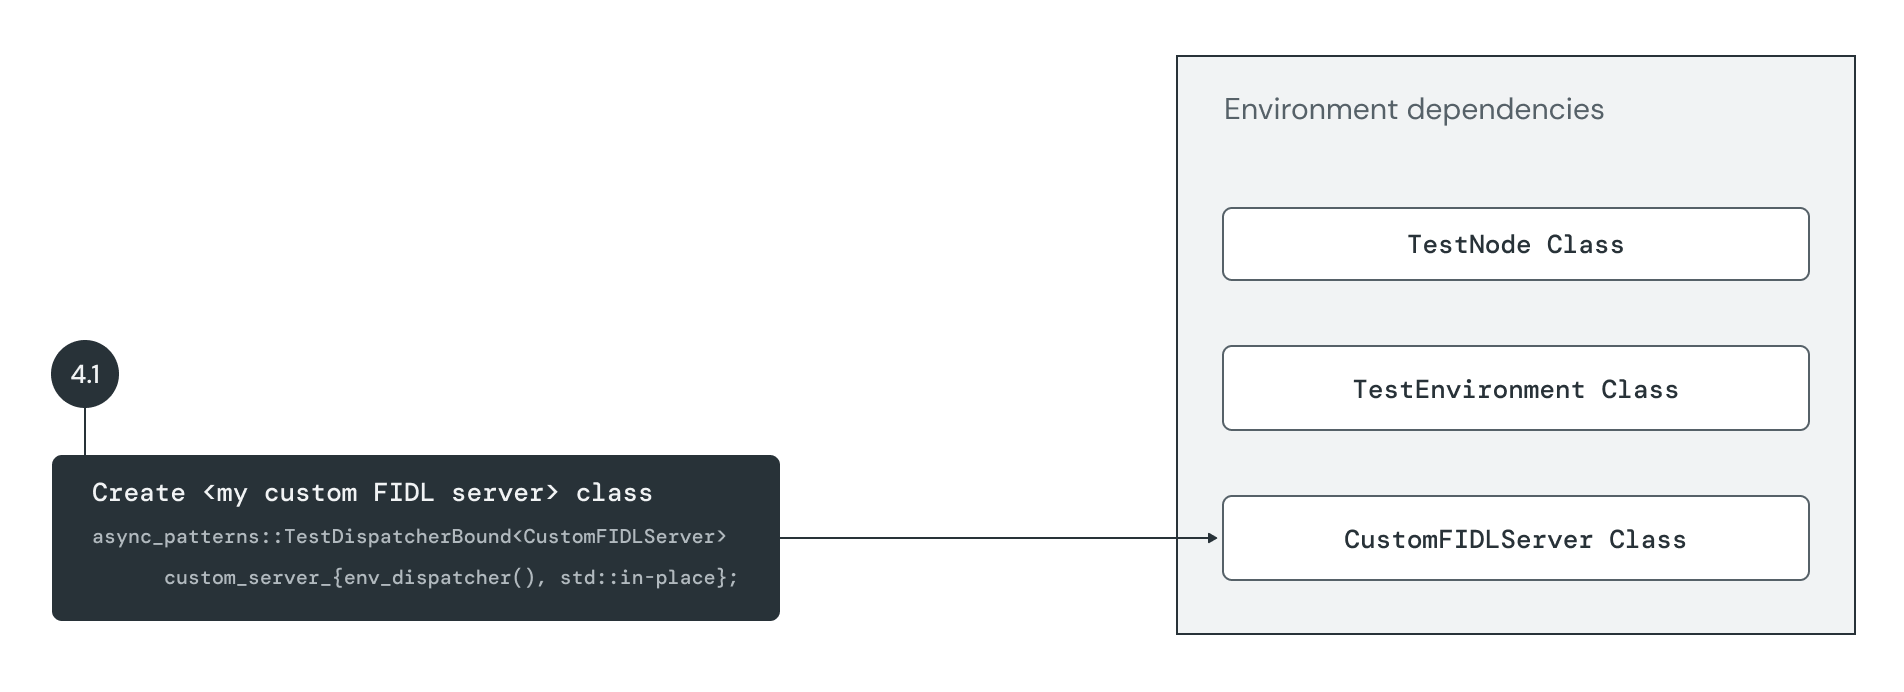 Environment dependencies
TestNode Class
TestEnvironment Class
CustomFIDLServer Class
4.1
Create <my custom FIDL server> class
async_patterns::TestDispatcherBound<CustomFIDLServer>
custom_server_{env_dispatcher(), std::in-place};